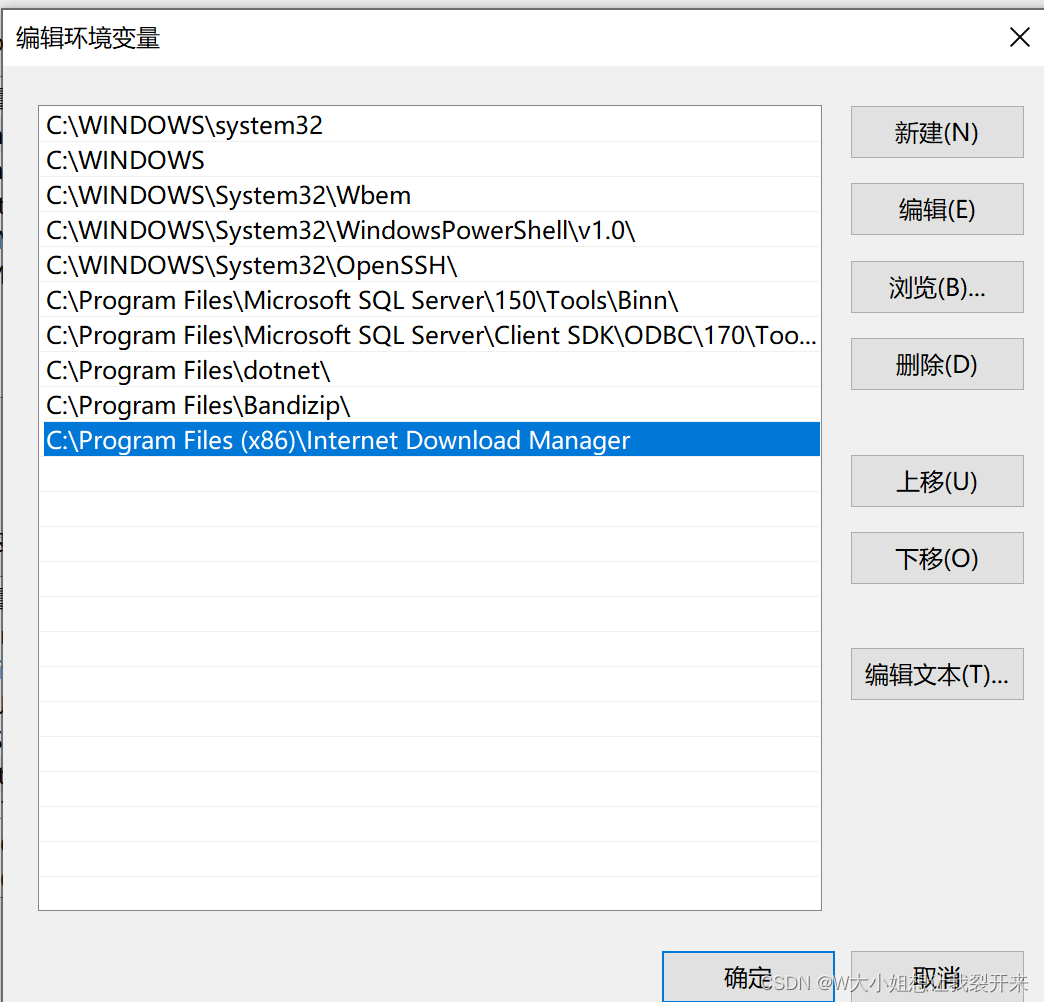 编辑环境变量
C:\WINDOWS\system32
C:\WINDOWS
C:\WINDOWS\System32\Wbem
C:\WINDOWS\System32\WindowsPowerShell\v1.0\
C:\WINDOWS\System32\OpenSSH\
C:\Program Files\Microsoft SQL Server\150\Tools\Binn\
C:\Program Files\Microsoft SQL Server\Client SDK\ODBC\170\Too...
C:\Program Files\dotnet\
C:\Program Files\Bandizip\
C:\Program Files (x86)\Internet Download Manager
新建(N)
编辑(E)
浏览(B)...
删除(D)
上移(U)
下移(O)
编辑文本(T)...
确定
取消
CSDN @W大小姐想让我裂开来